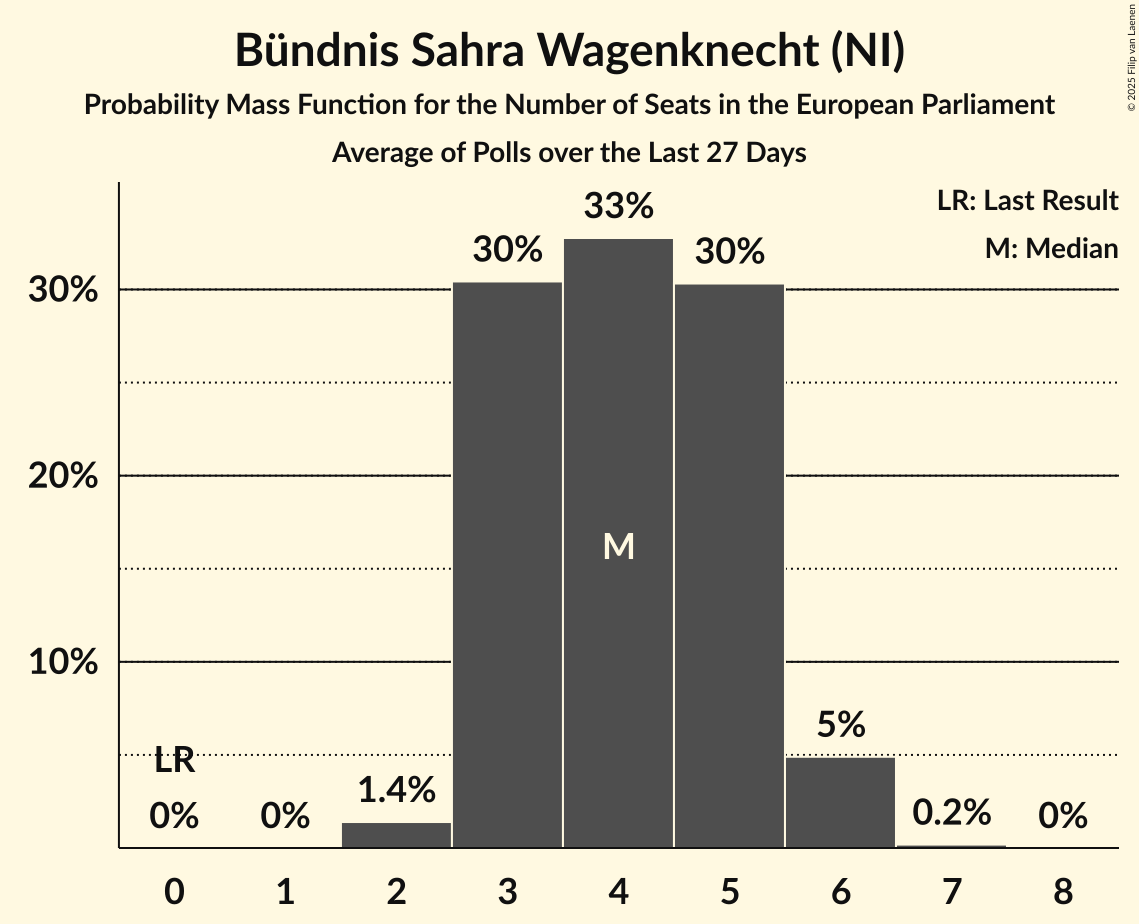 Bündnis Sahra Wagenknecht (NI)
Probability Mass Function for the Number of Seats in the European Parliament
Average of Polls over the Last 27 Days
© 2025 Filip van Laenen
LR: Last Result
M: Median
33%
30%
30%
30%
20%
M
10%
5%
LR
1.4%
0%
0%
0.2%
0%
0 1 2 3 4 5 6 7 8